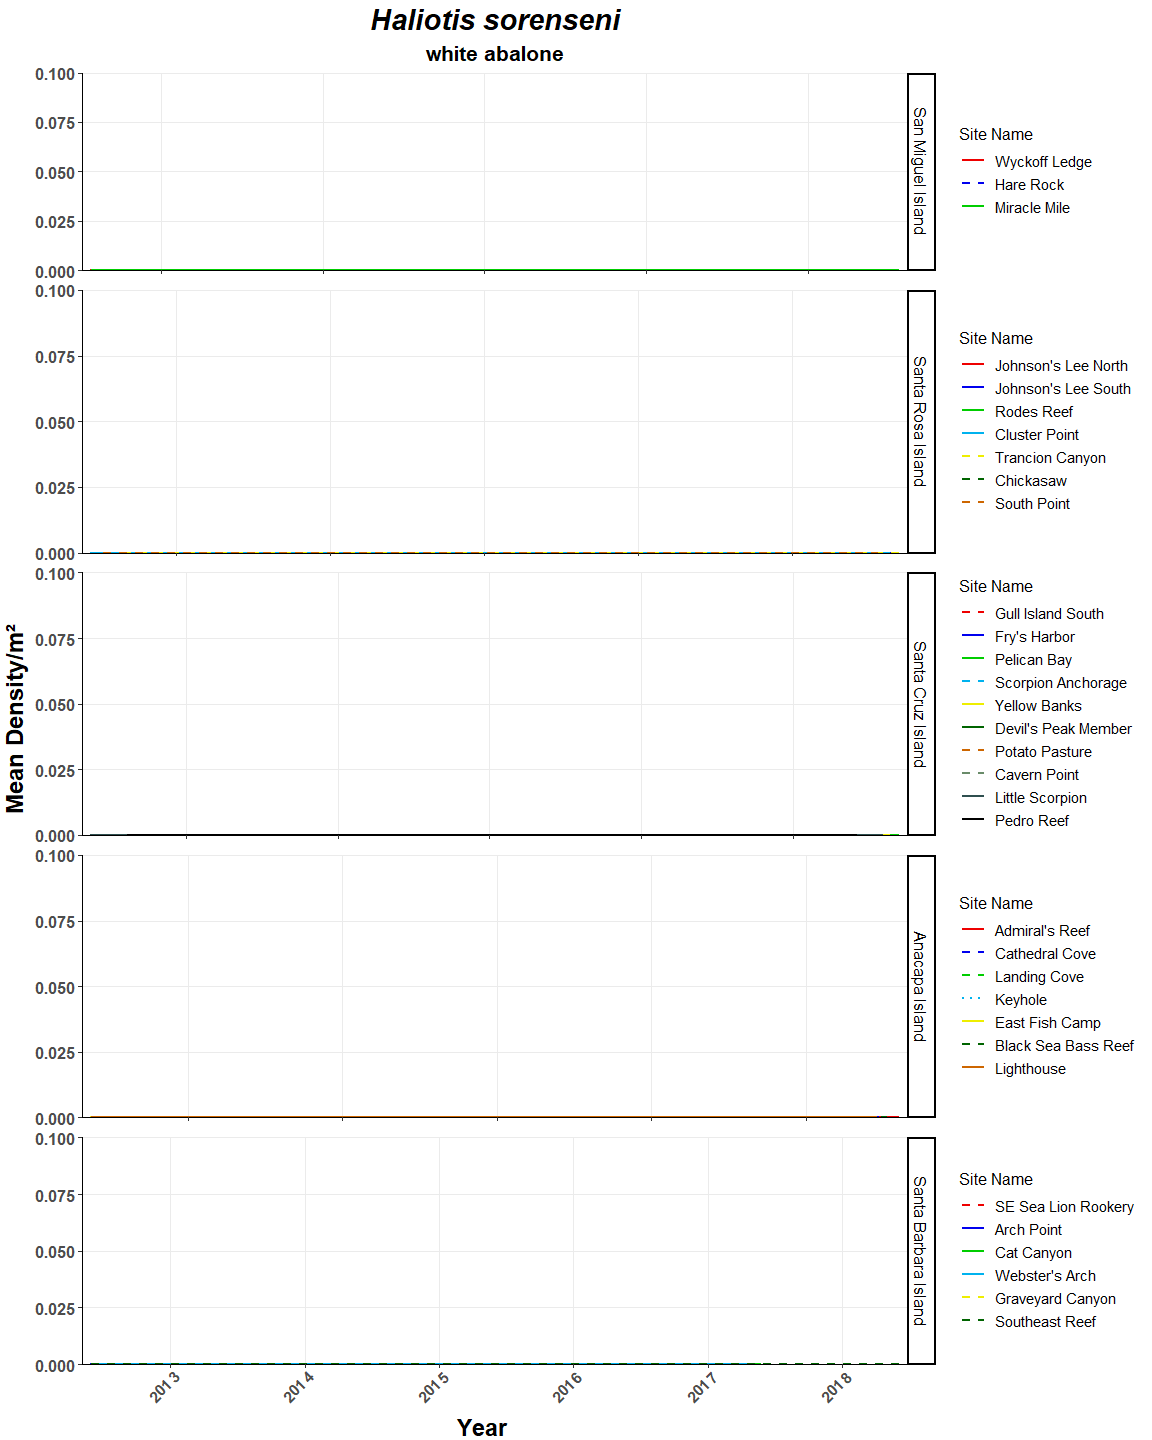 Haliotis sorenseni
white abalone
Mean Density/m²
0.100
0.075
0.050
0.025
0.000
San Miguel Island
Site Name
Wyckoff Ledge
Hare Rock
Miracle Mile
0.100
0.075
0.050
0.025
0.000
Santa Rosa Island
Site Name
Johnson's Lee North
Johnson's Lee South
Rodes Reef
Cluster Point
Trancion Canyon
Chickasaw
South Point
0.100
0.075
0.050
0.025
0.000
Santa Cruz Island
Site Name
Gull Island South
Fry's Harbor
Pelican Bay
Scorpion Anchorage
Yellow Banks
Devil's Peak Member
Potato Pasture
Cavern Point
Little Scorpion
Pedro Reef
0.100
0.075
0.050
0.025
0.000
Anacapa Island
Site Name
Admiral's Reef
Cathedral Cove
Landing Cove
Keyhole
East Fish Camp
Black Sea Bass Reef
Lighthouse
0.100
0.075
0.050
0.025
0.000
Santa Barbara Island
Site Name
SE Sea Lion Rookery
Arch Point
Cat Canyon
Webster's Arch
Graveyard Canyon
Southeast Reef
2013
2014
2015
2016
2017
2018
Year